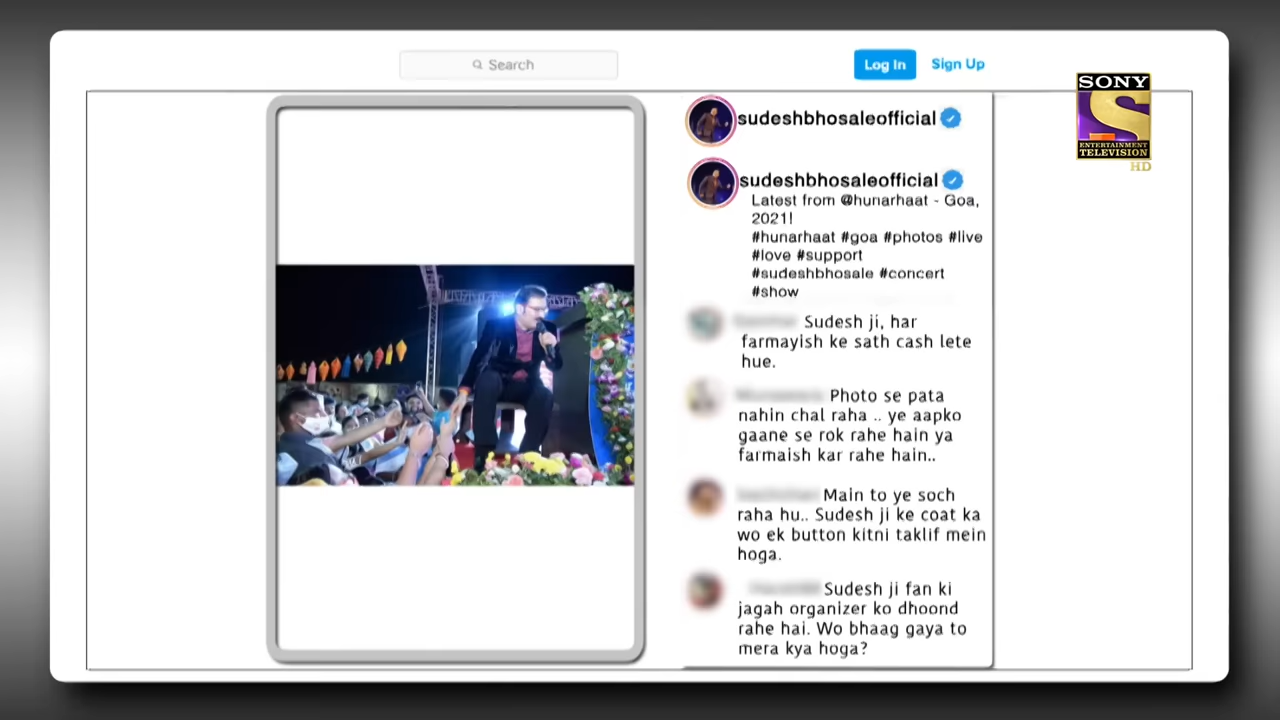 Search
Log In
Sign Up
SONY
S
ENTERTAINMENT
TELEVISION
HD
sudeshbhosaleofficial
sudeshbhosaleofficial
Latest from @hunarhaat - Goa,
2021!
#hunarhaat #goa #photos #live
#love #support
#sudeshbhosale #concert
#show
Sudesh ji, har
farmayish ke sath cash lete
hue.
Photo se pata
nahin chal raha .. ye aapko
gaane se rok rahe hain ya
farmaish kar rahe hain..
Main to ye soch
raha hu.. Sudesh ji ke coat ka
wo ek button kitni taklif mein
hoga.
Sudesh ji fan ki
jagah organizer ko dhoond
rahe hai. Wo bhaag gaya to
mera kya hoga?